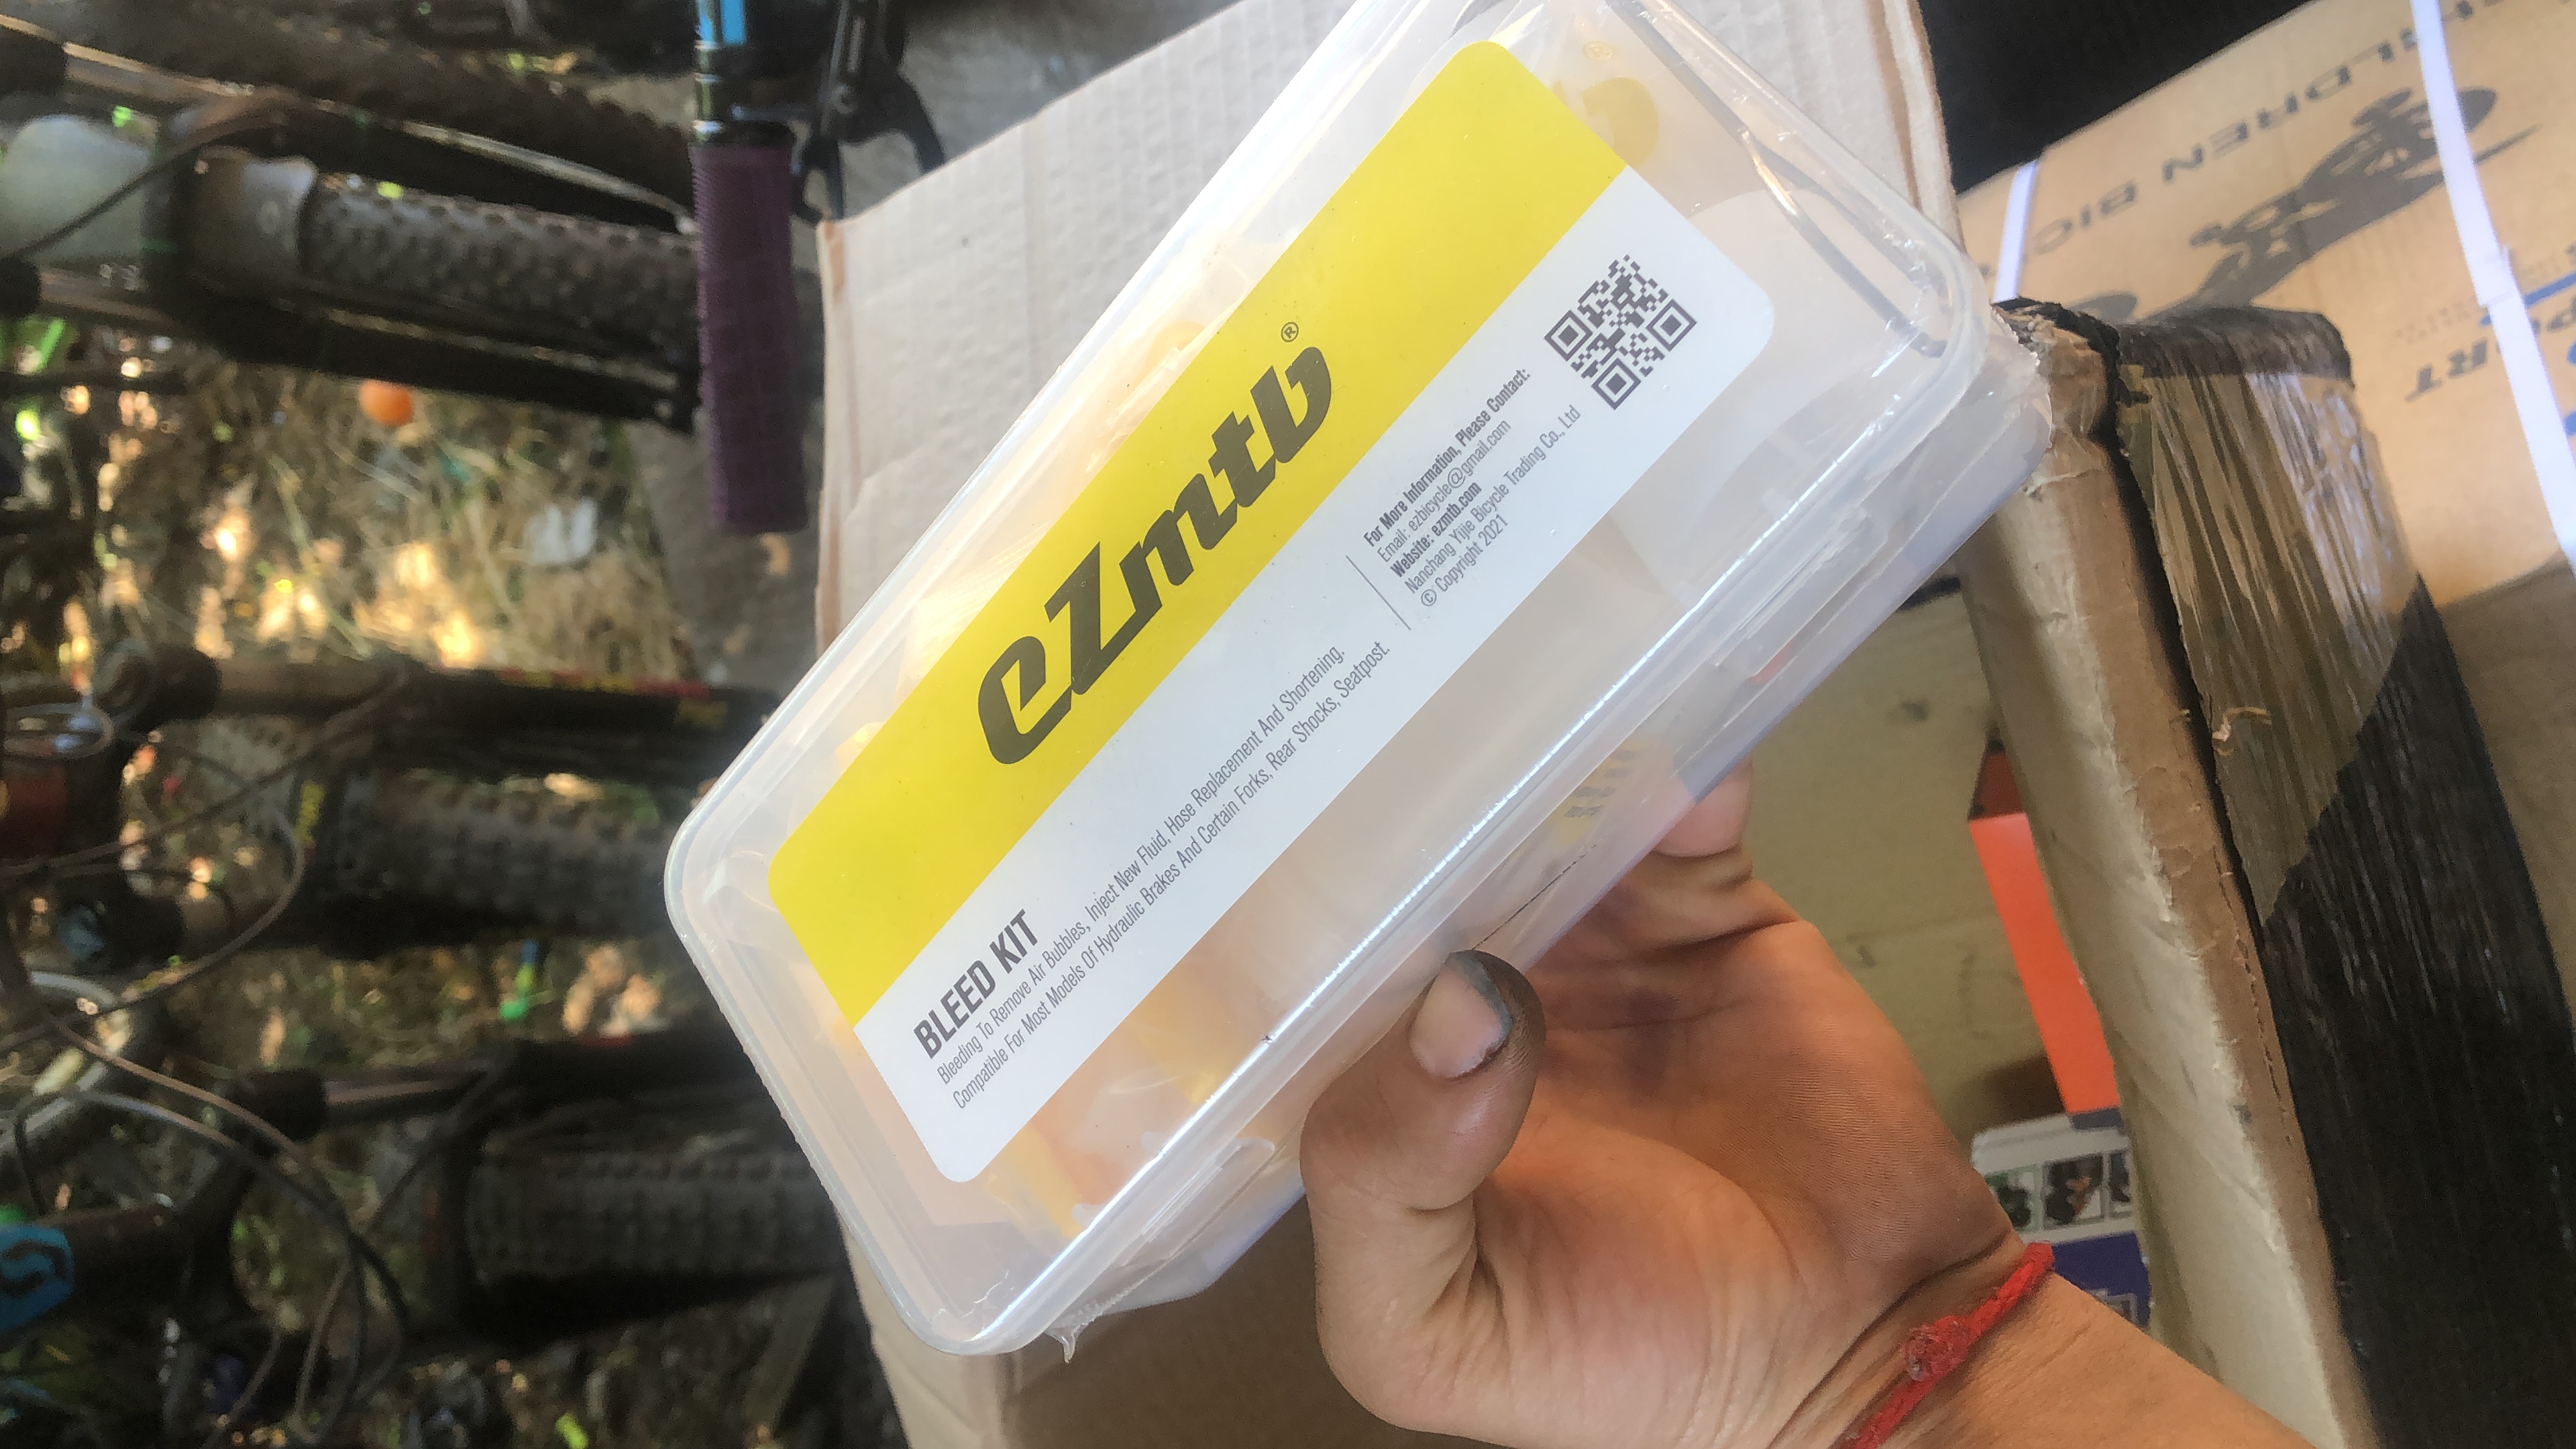 eZmtb®
BLEED KIT
Bleeding To Remove Air Bubbles, Inject New Fluid, Hose Replacement And Shortening.
Compatible For Most Models Of Hydraulic Brakes And Certain Forks, Rear Shocks, Seatpost.
For More Information, Please Contact:
Email: ezbicycle@gmail.com
Website: ezmtb.com
Nanchang Yijie Bicycle Trading Co., Ltd
© Copyright 2021